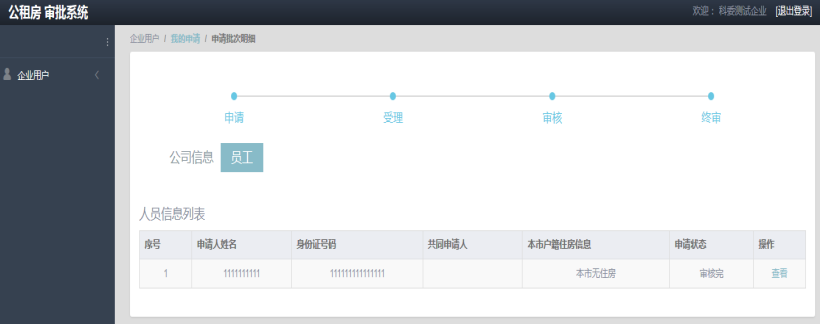 公租房 审批系统
欢迎： 科委测试企业 [退出登录]
企业用户
企业用户 / 我的申请 / 申请批次明细
申请 受理 审核 终审
公司信息 员工
人员信息列表
序号 申请人姓名 身份证号码 共同申请人 本市户籍住房信息 申请状态 操作
1 1111111111 111111111111111 本市无住房 审核完 查看